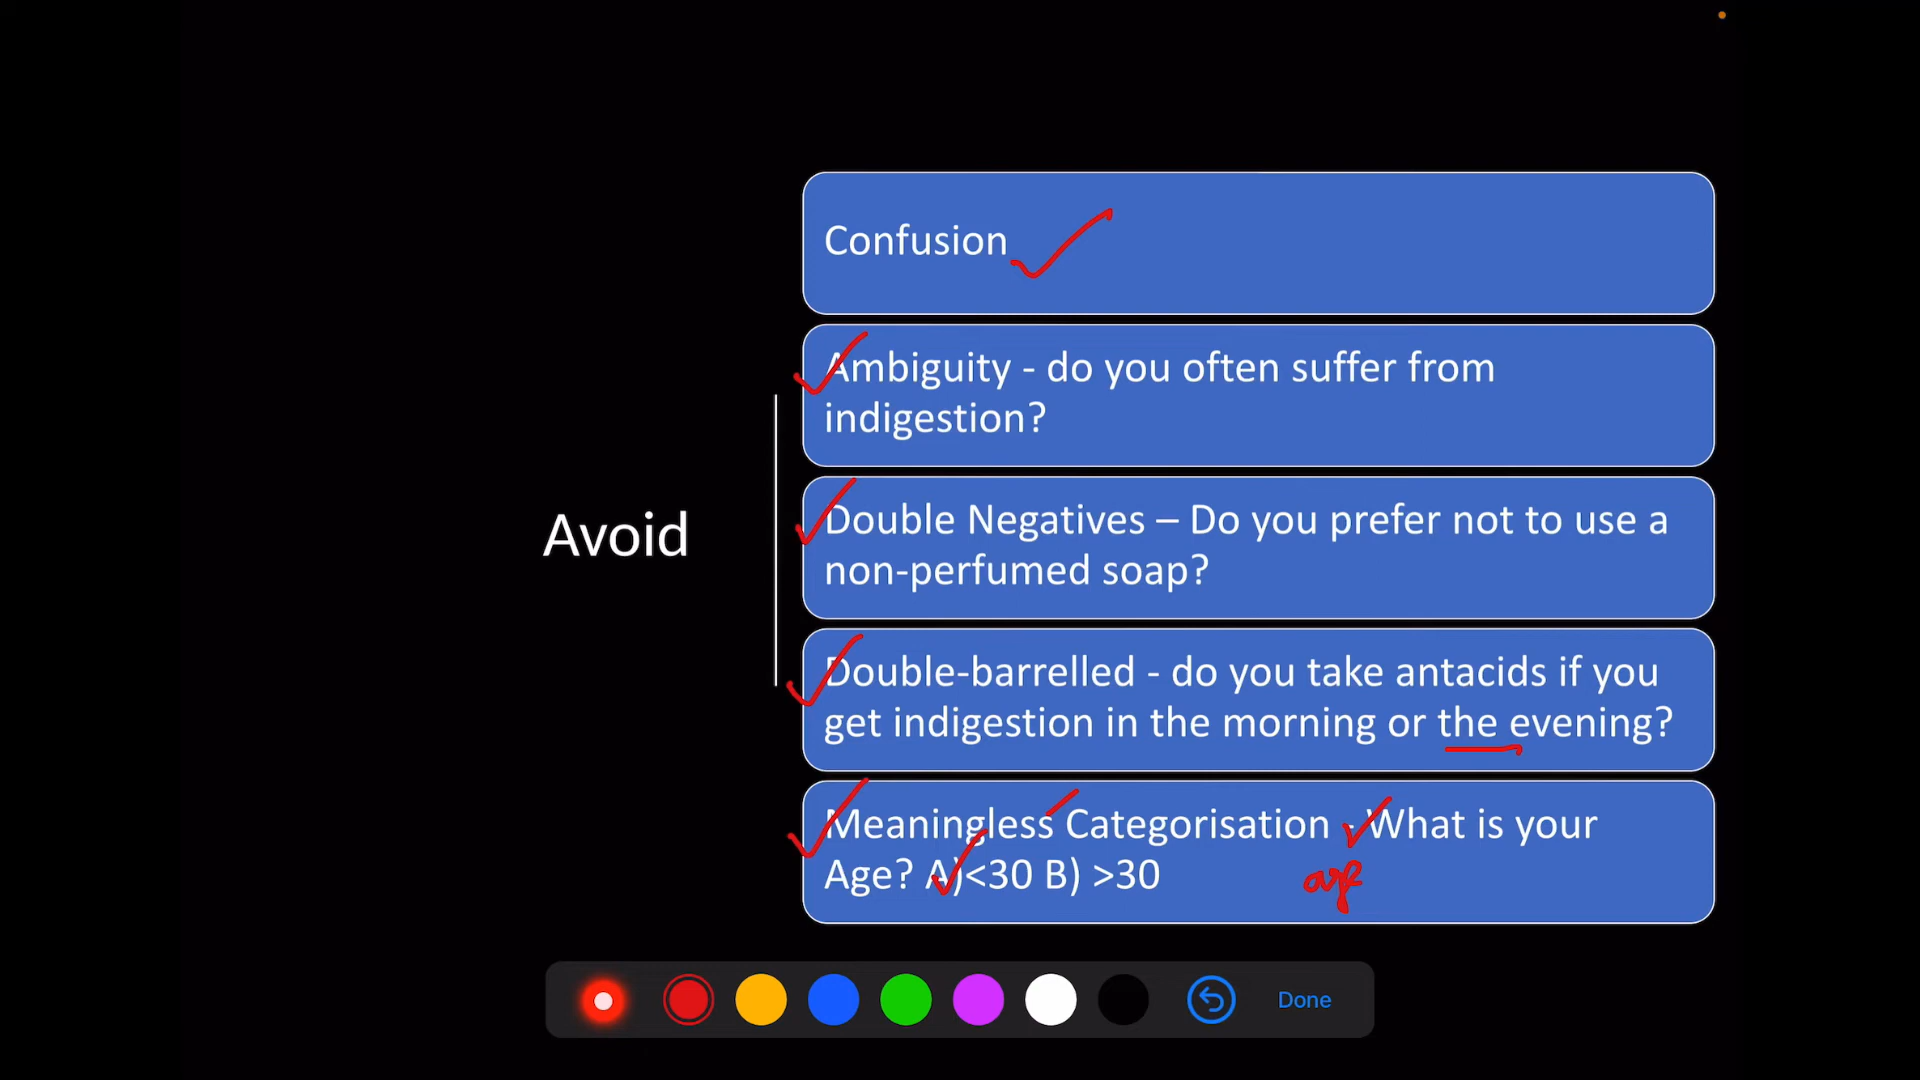 Avoid
Confusion
Ambiguity - do you often suffer from
indigestion?
Double Negatives – Do you prefer not to use a
non-perfumed soap?
Double-barrelled - do you take antacids if you
get indigestion in the morning or the evening?
Meaningless Categorisation - What is your
Age? A)<30 B) >30
Done